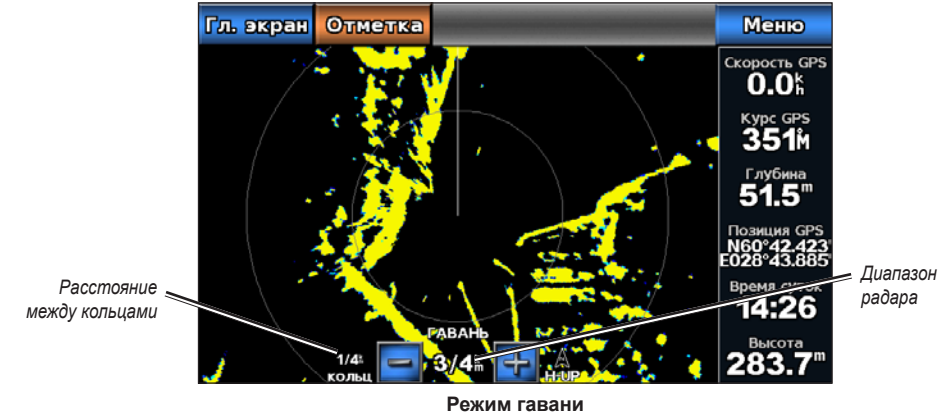 Гл. экран Отметка Меню
Скорость GPS
0.0 k/h
Курс GPS
351°M
Глубина
51.5 m
Позиция GPS
N60°42.423'
E028°43.885'
Время суток
14:26
Высота
283.7 m
Расстояние
между кольцами
Диапазон
радара
ГАВАНЬ
1/4
кольц
3/4
H-UP
Режим гавани